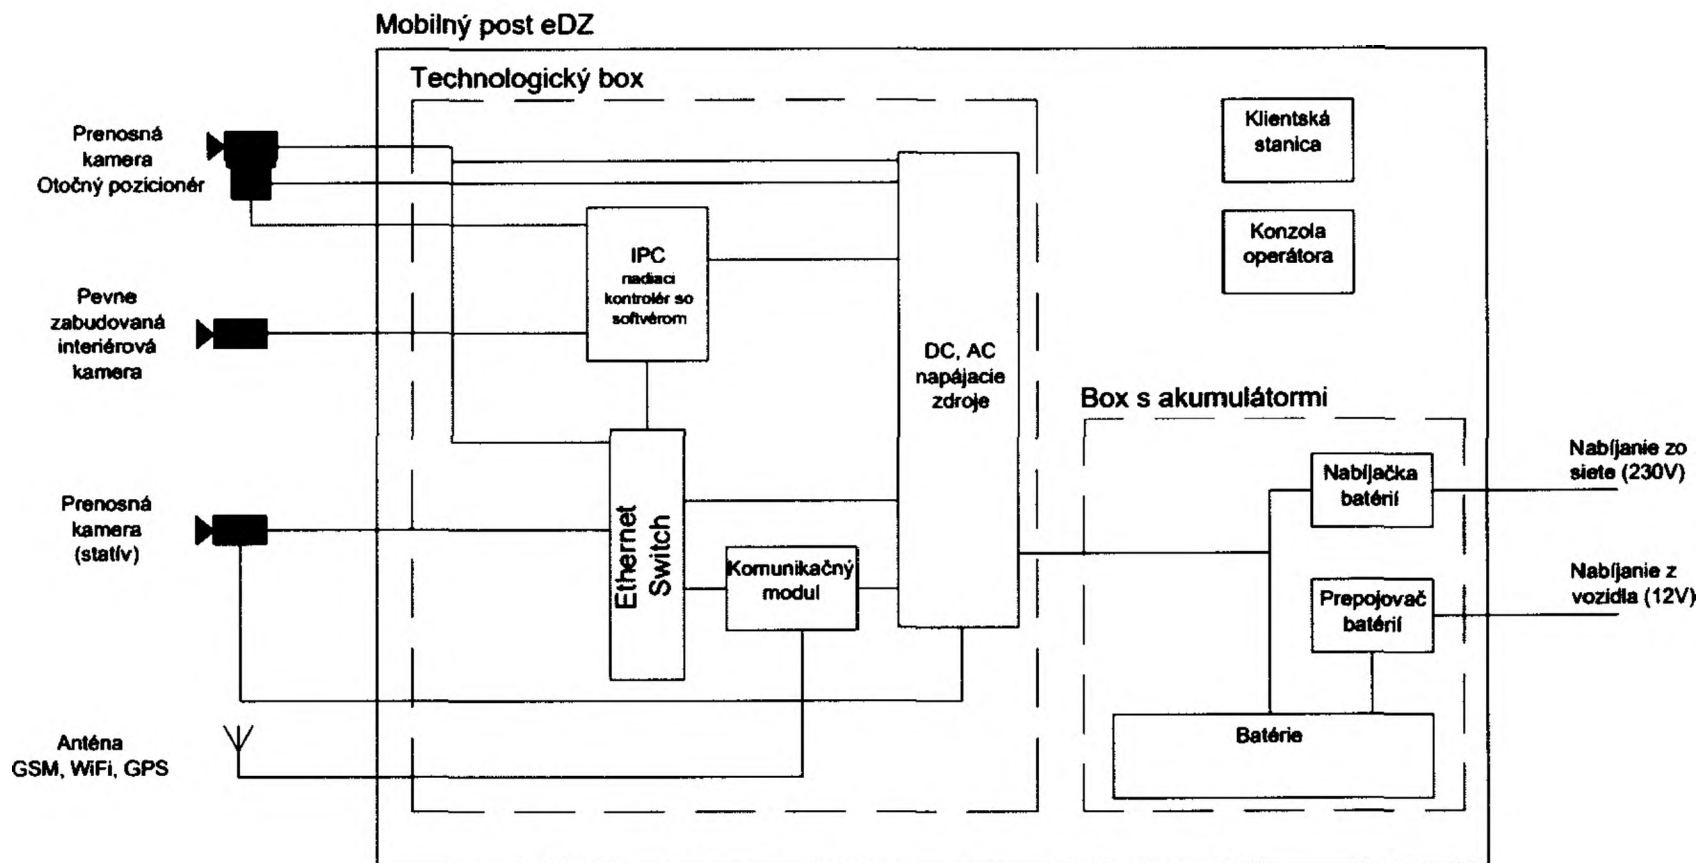 Mobilný post eDZ
Technologický box
Prenosná
kamera
Otočný pozícionér
Klientská
stanica
Konzola
operátora
IPC
nadiaci
kontrolér so
softvérom
Pevne
zabudovaná
interiérová
kamera
DC, AC
napájacie
zdroje
Box s akumulátormi
Nabíjačka
batérií
Nabíjanie zo
siete (230V)
Prenosná
kamera
(statív)
Ethernet
Switch
Komunikačný
modul
Prepojovač
batérií
Nabíjanie z
vozidla (12V)
Batérie
Anténa
GSM, WiFi, GPS